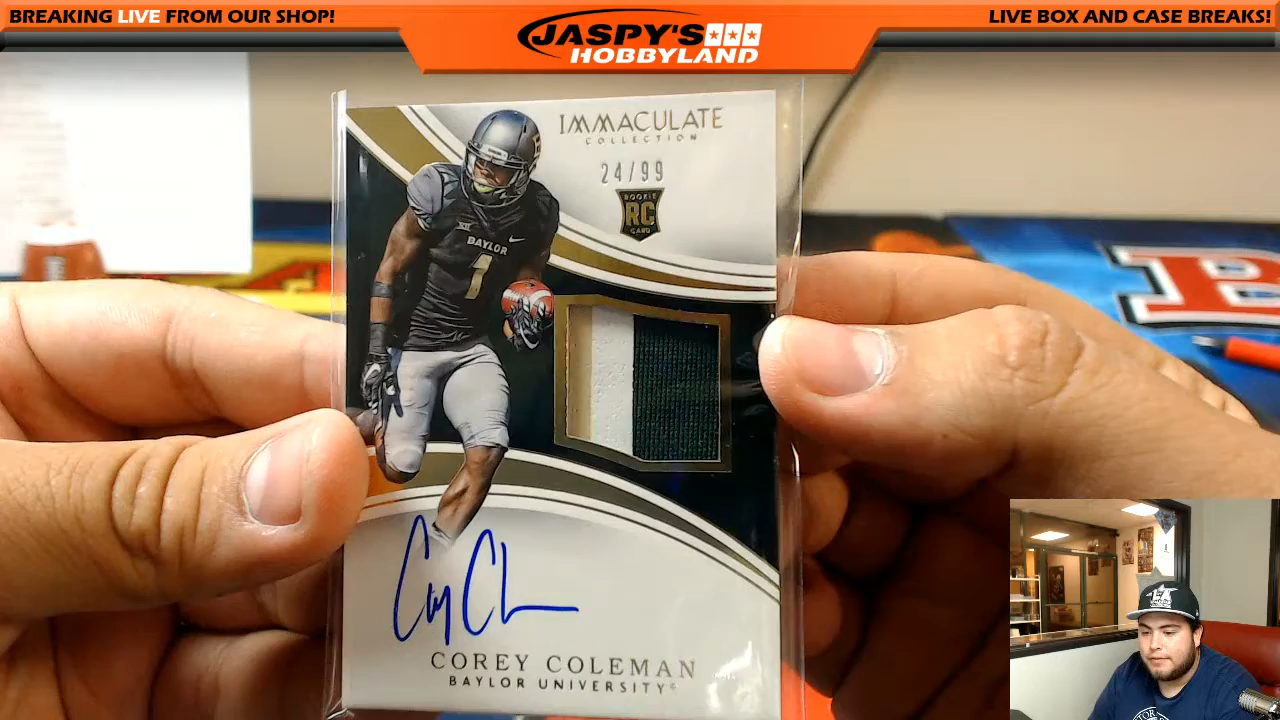 BREAKING LIVE FROM OUR SHOP!
JASPY'S
HOBBYLAND
LIVE BOX AND CASE BREAKS!
IMMACULATE
COLLECTION
24/99
ROOKIE
RC
CARD
BAYLOR
1
COREY COLEMAN
BAYLOR UNIVERSITY